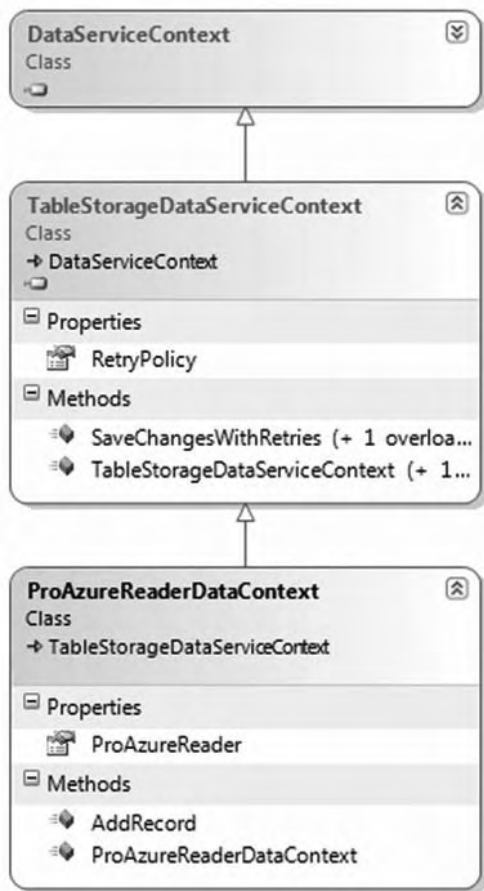 DataServiceContext
Class
TableStorageDataServiceContext
Class
DataServiceContext
Properties
RetryPolicy
Methods
SaveChangesWithRetries (+ 1 overloa...
TableStorageDataServiceContext (+ 1...
ProAzureReaderDataContext
Class
TableStorageDataServiceContext
Properties
ProAzureReader
Methods
AddRecord
ProAzureReaderDataContext